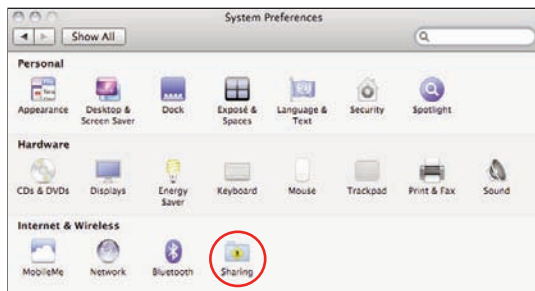 System Preferences
Show All
Personal
Appearance
Desktop &
Screen Saver
Dock
Exposé &
Spaces
Language &
Text
Security
Spotlight
Hardware
CDs & DVDs
Displays
Energy
Saver
Keyboard
Mouse
Trackpad
Print & Fax
Sound
Internet & Wireless
MobileMe
Network
Bluetooth
Sharing